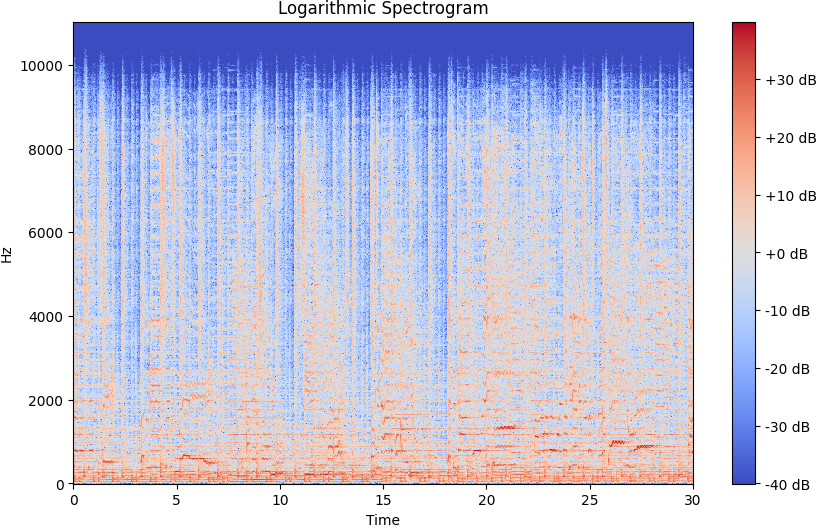 Logarithmic Spectrogram
Hz
10000
8000
6000
4000
2000
0
0 5 10 15 20 25 30
Time
+30 dB
+20 dB
+10 dB
+0 dB
-10 dB
-20 dB
-30 dB
-40 dB